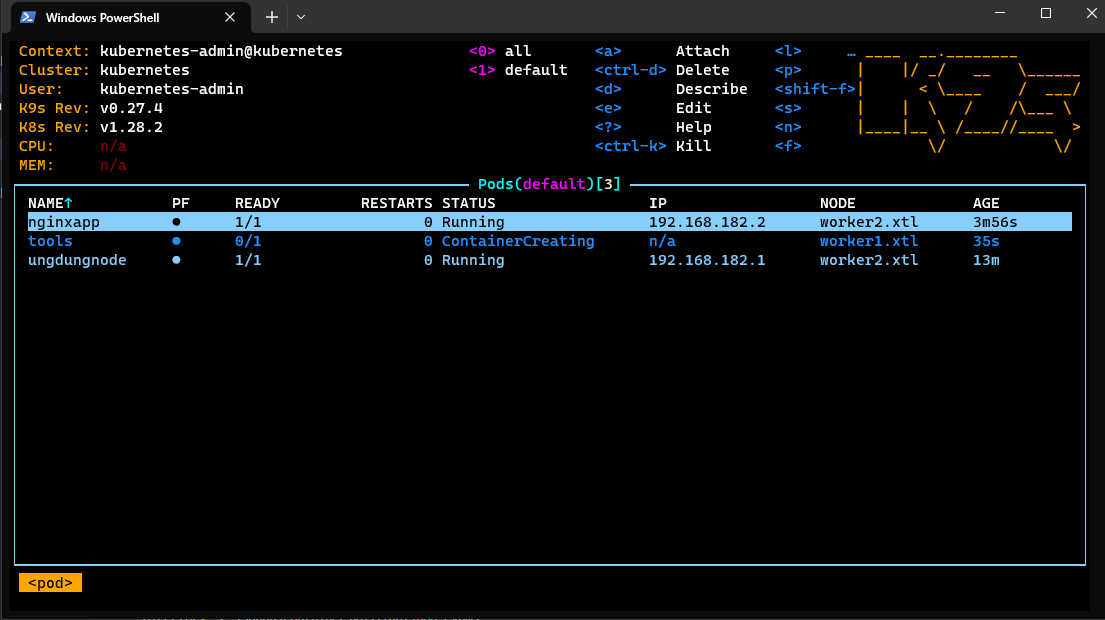 Windows PowerShell
Context: kubernetes-admin@kubernetes <0> all <a> Attach <l> …
Cluster: kubernetes <1> default <ctrl-d> Delete <p>
User: kubernetes-admin <d> Describe <shift-f>
K9s Rev: v0.27.4 <e> Edit <s>
K8s Rev: v1.28.2 <?> Help <n>
CPU: n/a <ctrl-k> Kill <f>
MEM: n/a
Pods(default)[3]
NAME↑ PF READY RESTARTS STATUS IP NODE AGE
nginxapp ● 1/1 0 Running 192.168.182.2 worker2.xtl 3m56s
tools ● 0/1 0 ContainerCreating n/a worker1.xtl 35s
ungdungnode ● 1/1 0 Running 192.168.182.1 worker2.xtl 13m
<pod>